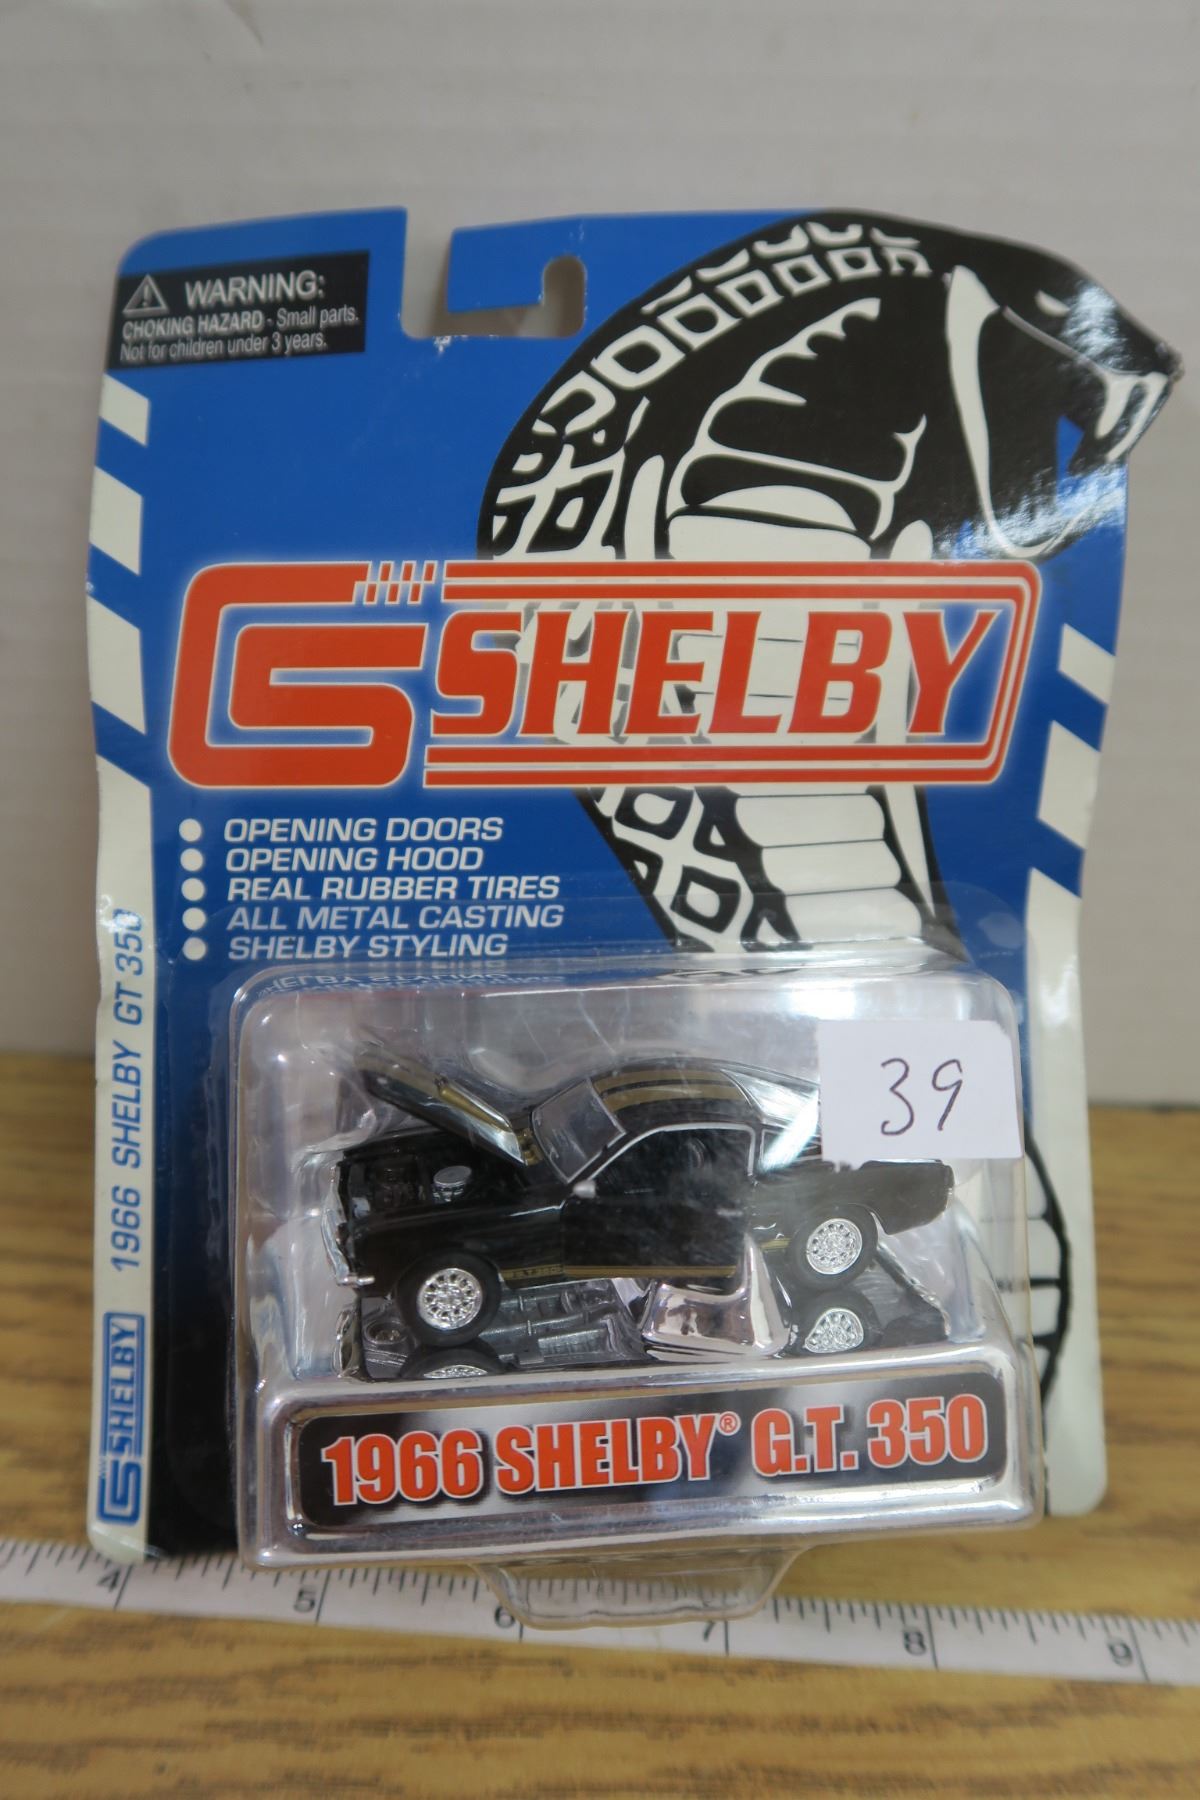 WARNING:
CHOKING HAZARD - Small parts.
Not for children under 3 years.
SHELBY
OPENING DOORS
OPENING HOOD
REAL RUBBER TIRES
ALL METAL CASTING
SHELBY STYLING
1966 SHELBY GT 350
SHELBY
39
1966 SHELBY® G.T. 350
4
5
6
7
8
9